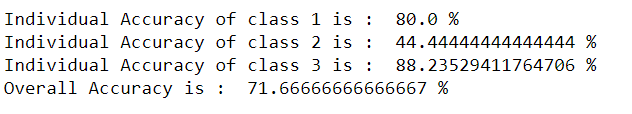 Individual Accuracy of class 1 is :  80.0 %
Individual Accuracy of class 2 is :  44.44444444444444 %
Individual Accuracy of class 3 is :  88.23529411764706 %
Overall Accuracy is :  71.66666666666667 %